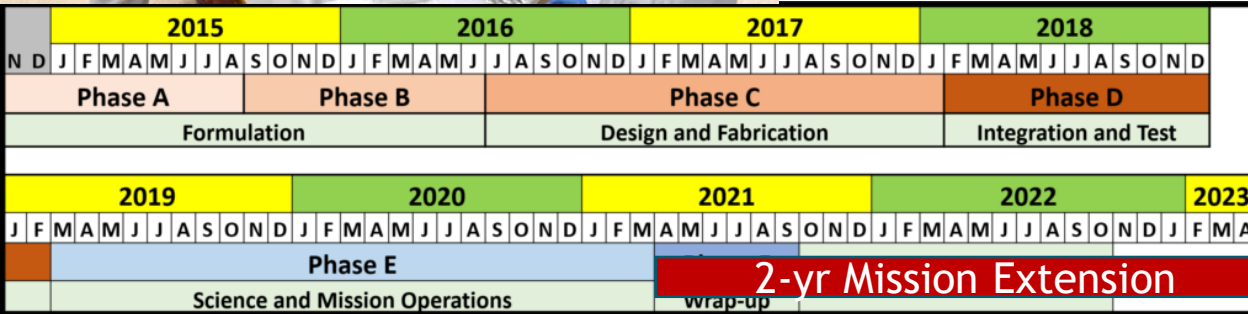 2015 2016 2017 2018
N D J F M A M J J A S O N D J F M A M J J A S O N D J F M A M J J A S O N D J F M A M J J A S O N D
Phase A Phase B Phase C Phase D
Formulation Design and Fabrication Integration and Test
2019 2020 2021 2022 2023
J F M A M J J A S O N D J F M A M J J A S O N D J F M A M J J A S O N D J F M A M J J A S O N D J F M A
Phase E
2-yr Mission Extension
Science and Mission Operations Wrap-up